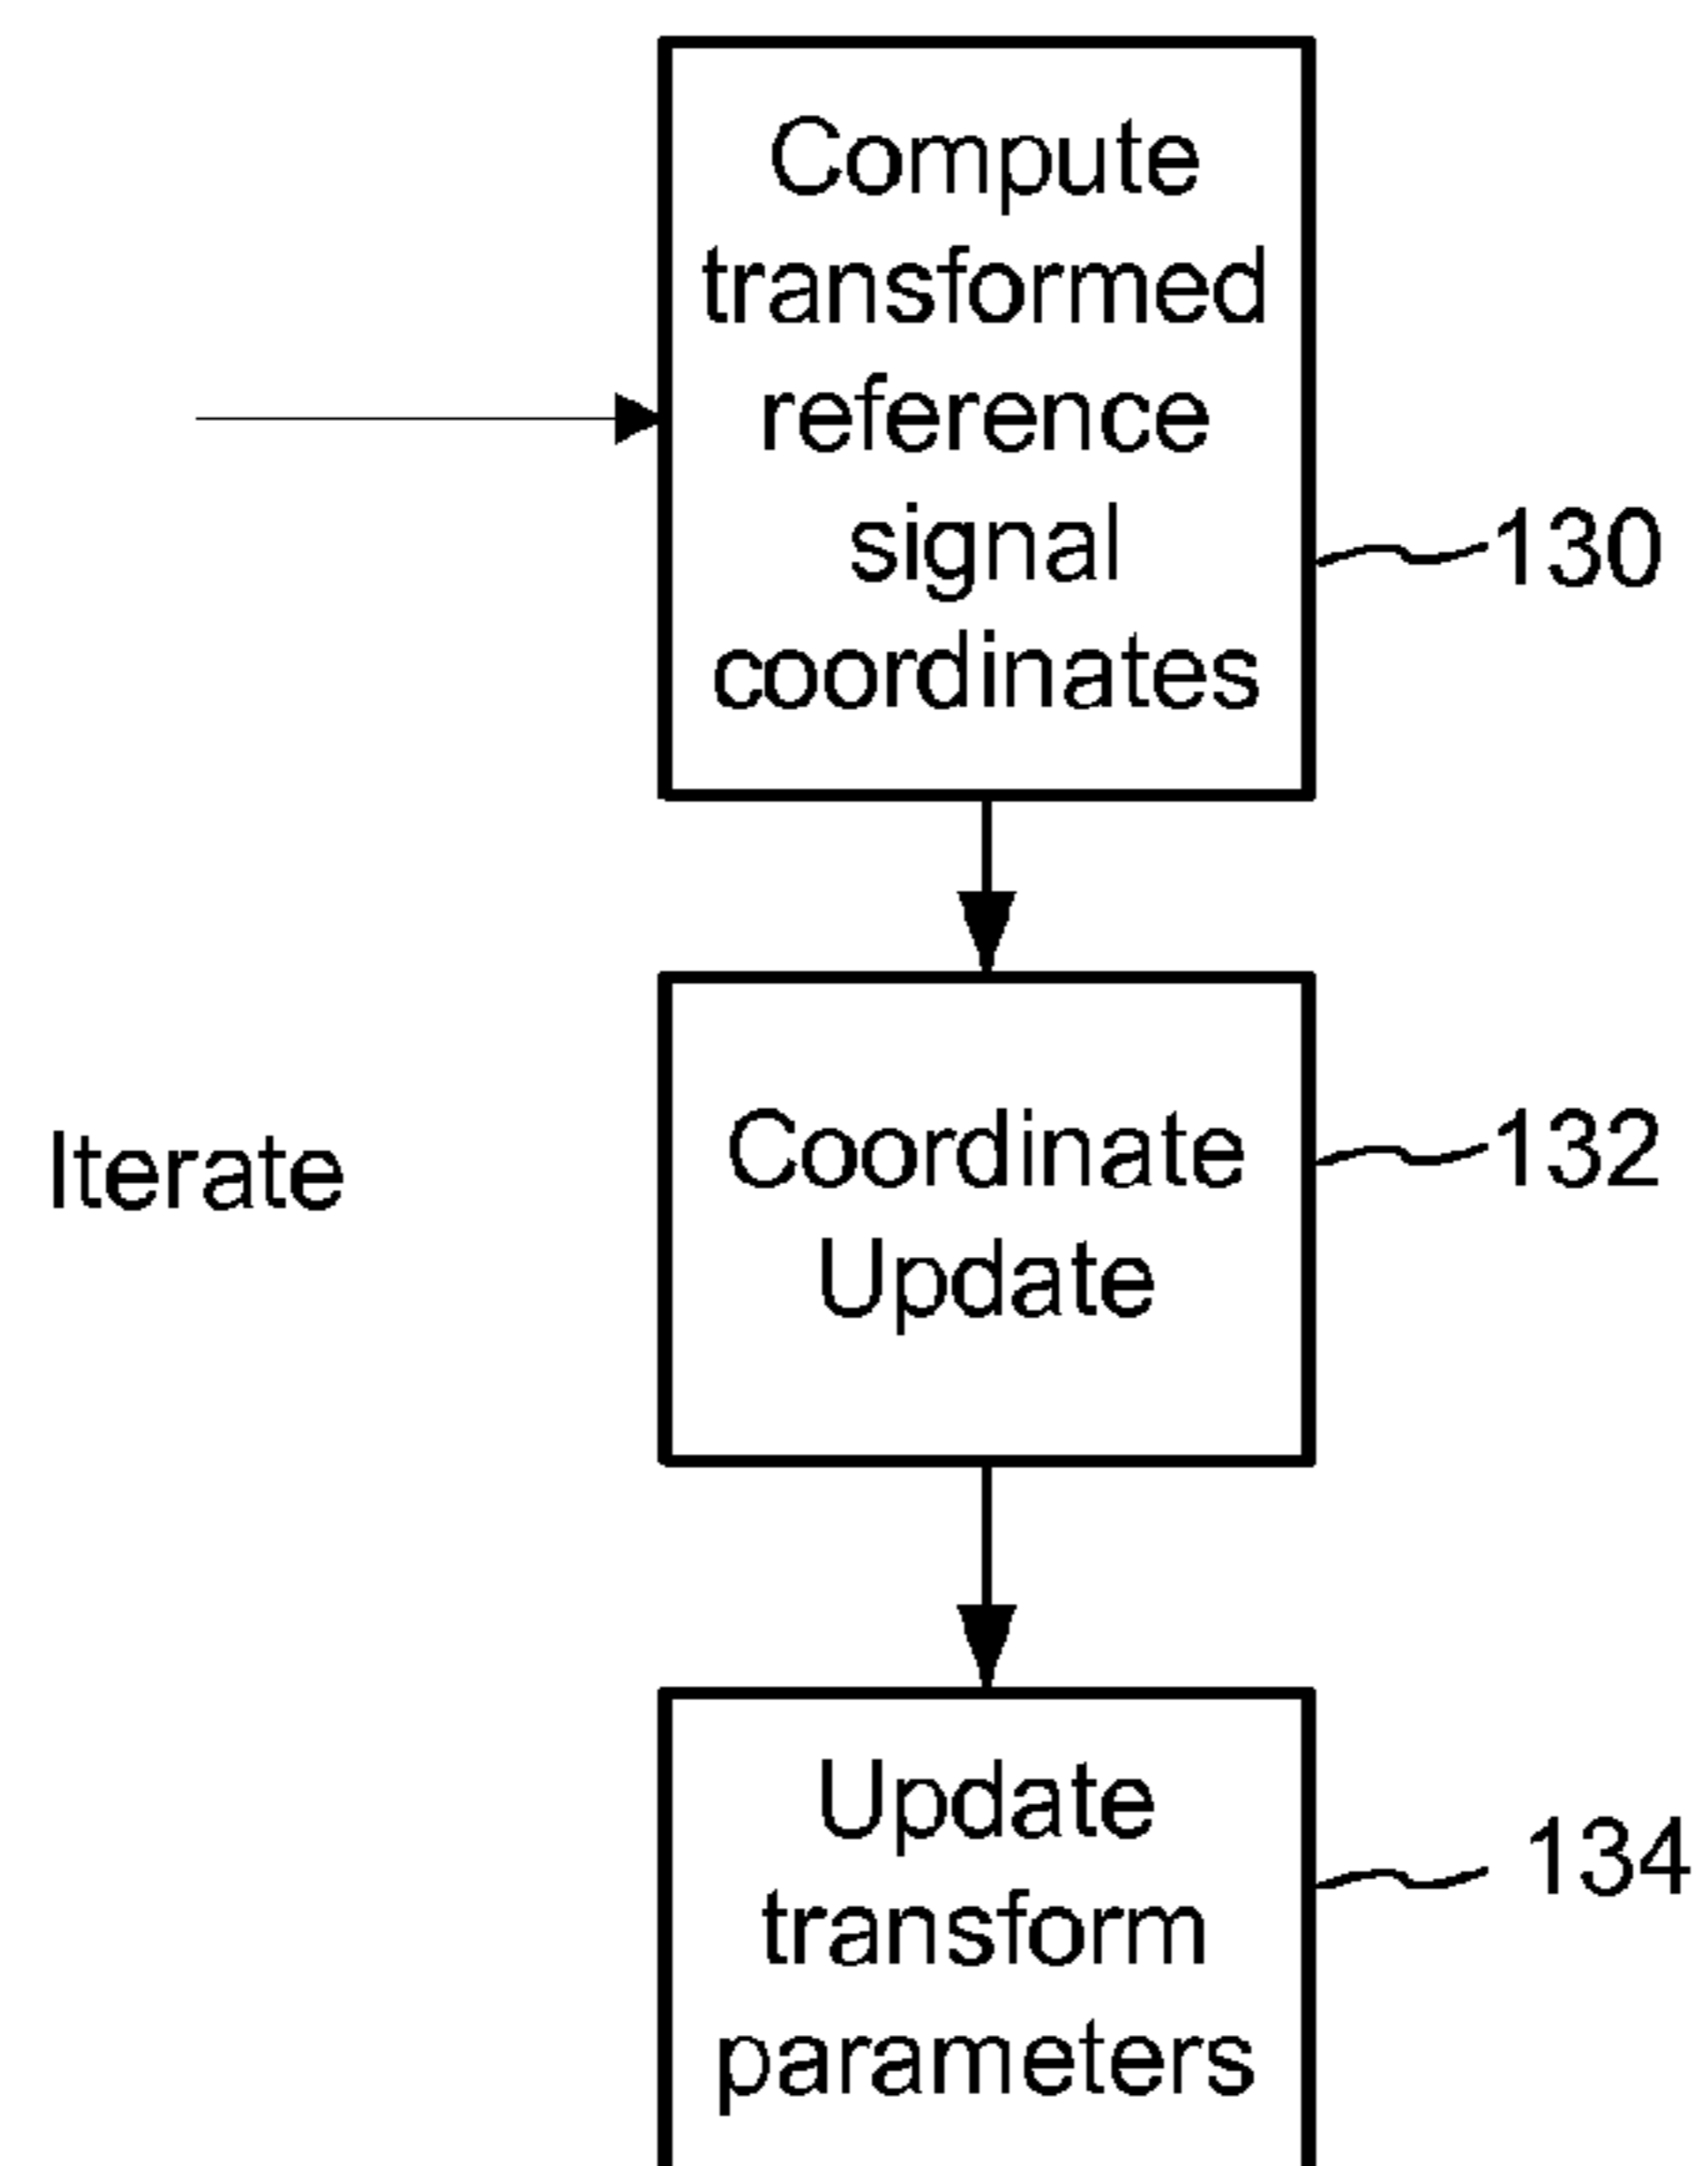 Compute
transformed
reference
signal
coordinates
130
Iterate
Coordinate
Update
132
Update
transform
parameters
134